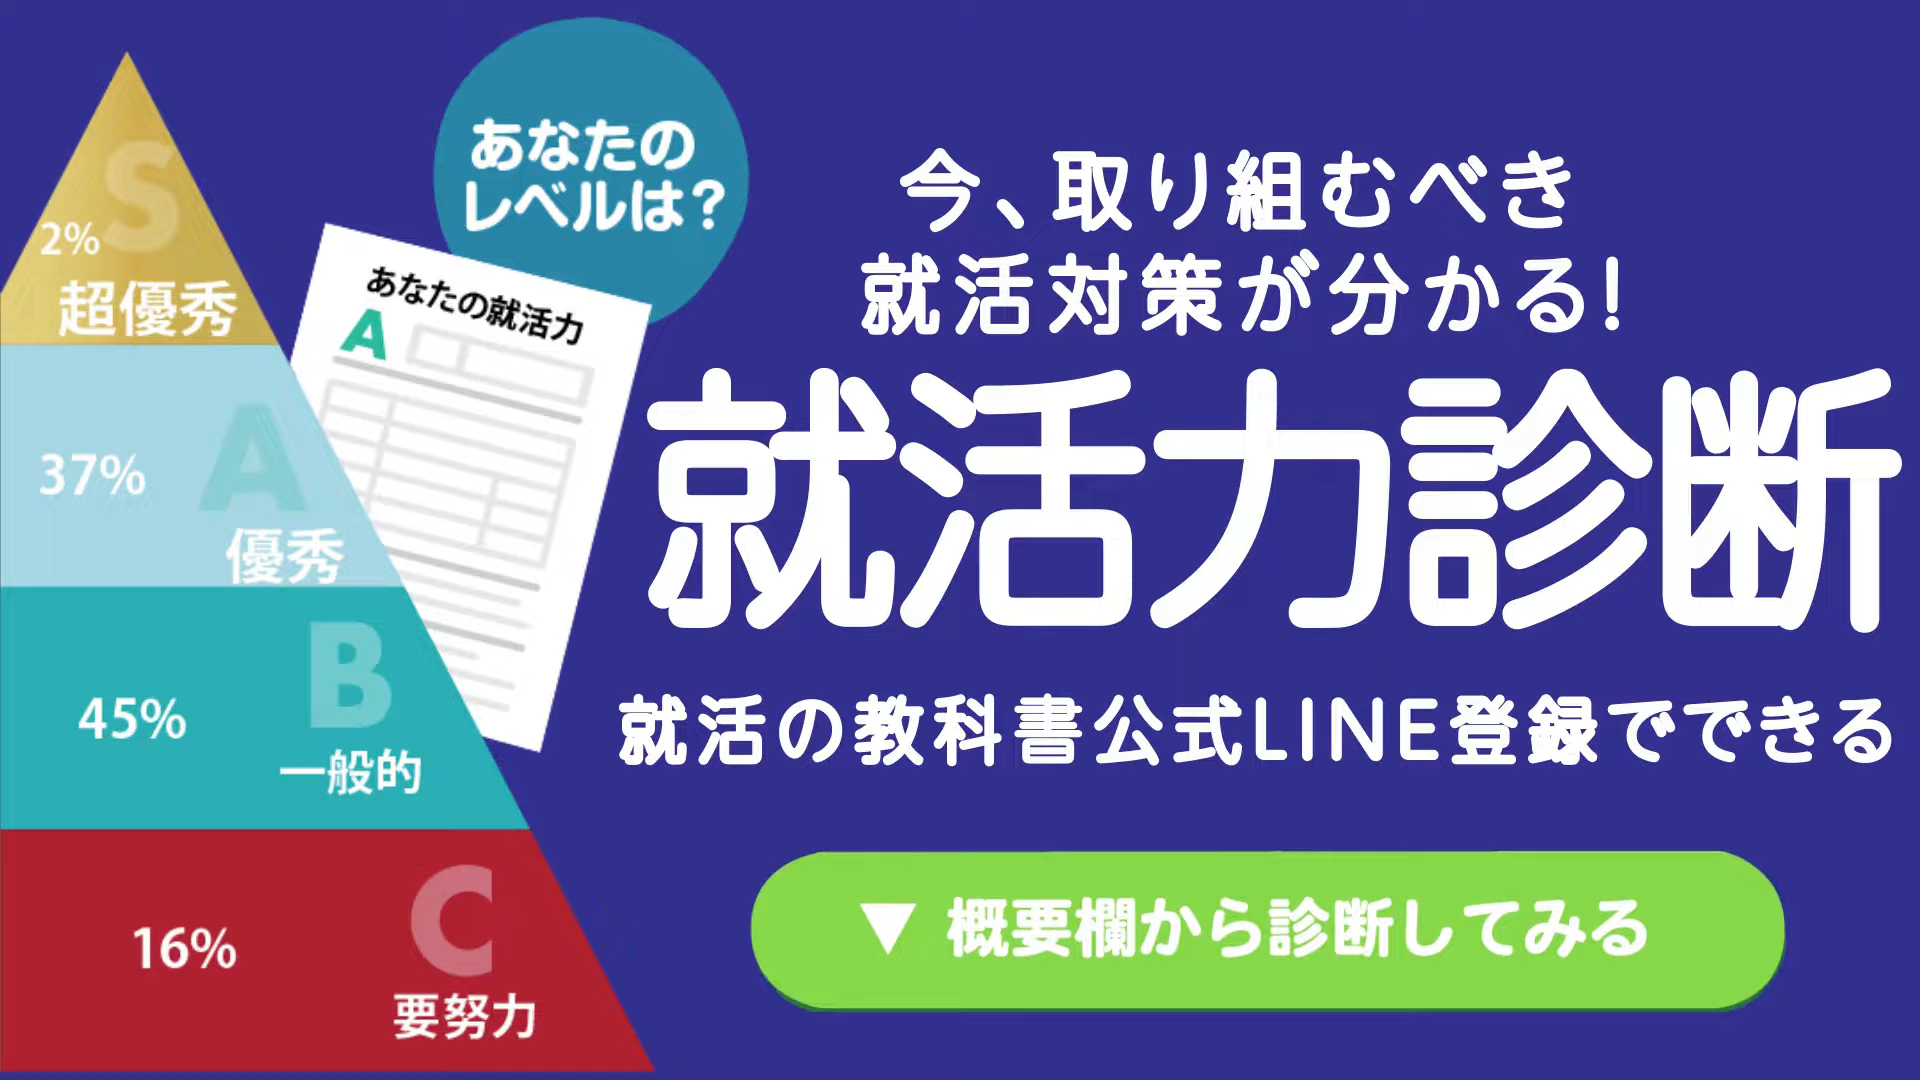 S
2%
超優秀
A
37%
優秀
B
45%
一般的
C
16%
要努力
あなたの
レベルは？
あなたの就活力
A
今、取り組むべき
就活対策が分かる!
就活力診断
就活の教科書公式LINE登録でできる
▼ 概要欄から診断してみる